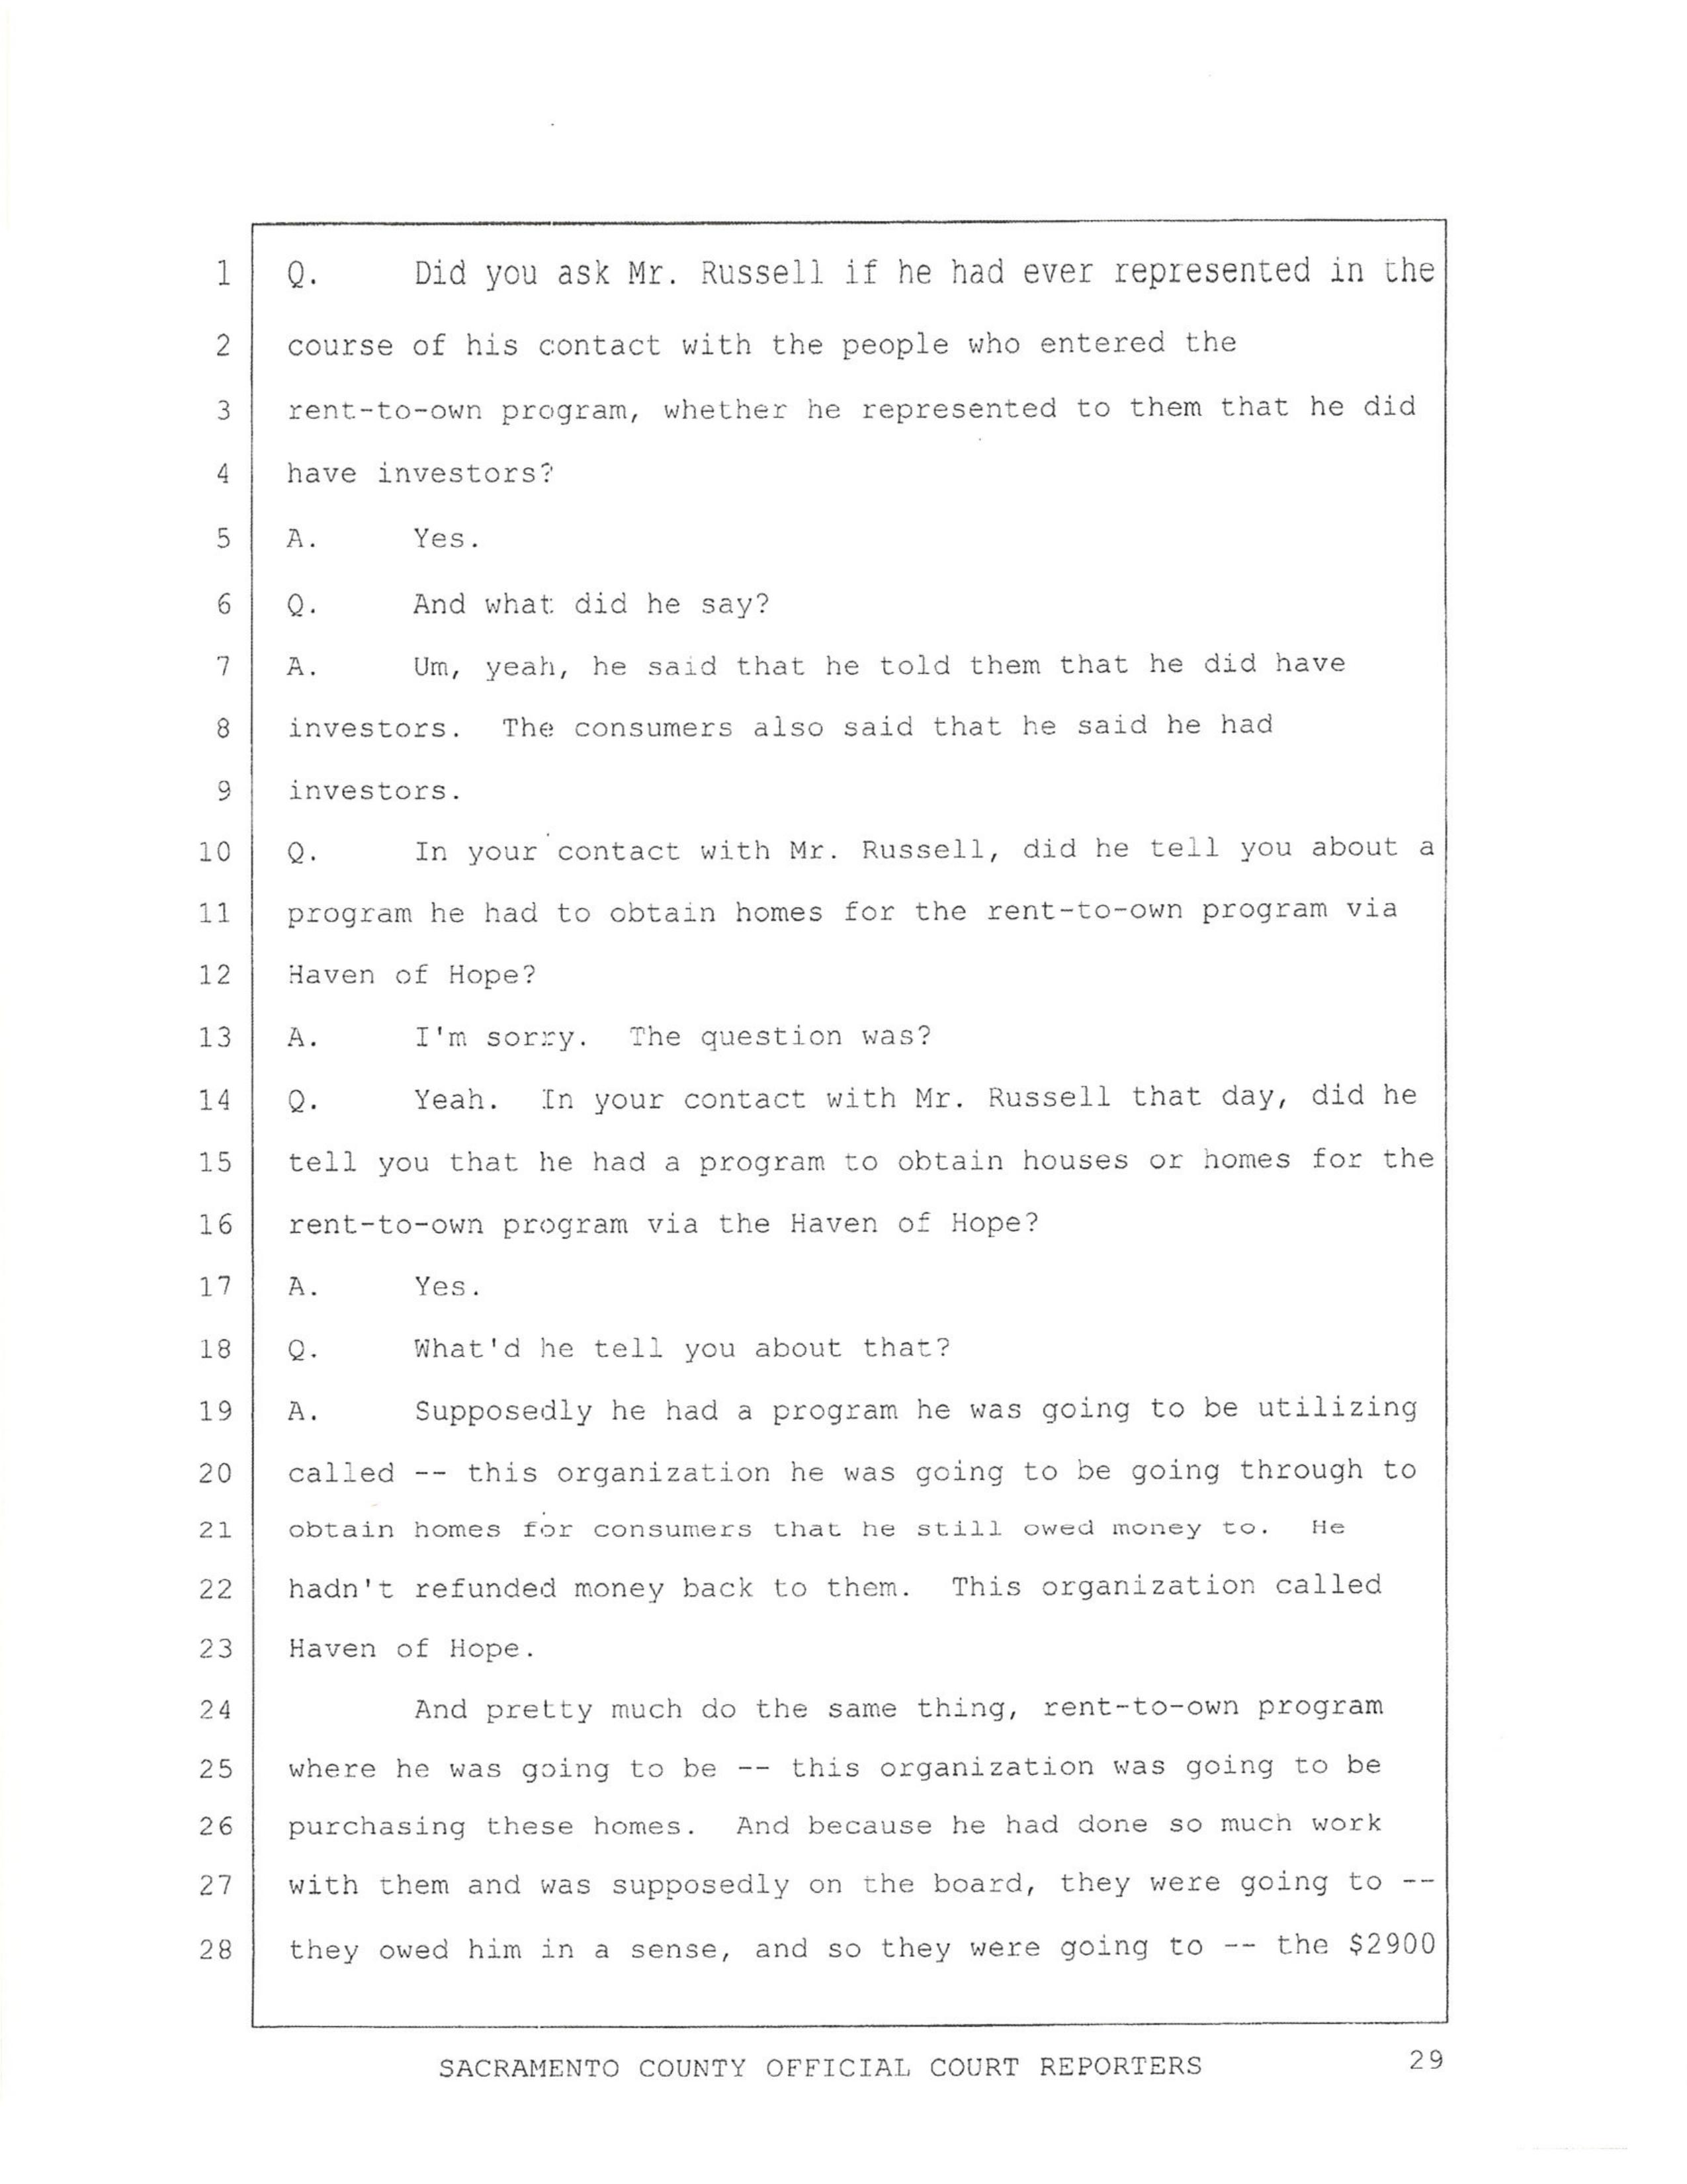 1 Q. Did you ask Mr. Russell if he had ever represented in the
2 course of his contact with the people who entered the
3 rent-to-own program, whether he represented to them that he did
4 have investors?
5 A. Yes.
6 Q. And what did he say?
7 A. Um, yeah, he said that he told them that he did have
8 investors. The consumers also said that he said he had
9 investors.
10 Q. In your contact with Mr. Russell, did he tell you about a
11 program he had to obtain homes for the rent-to-own program via
12 Haven of Hope?
13 A. I'm sorry. The question was?
14 Q. Yeah. In your contact with Mr. Russell that day, did he
15 tell you that he had a program to obtain houses or homes for the
16 rent-to-own program via the Haven of Hope?
17 A. Yes.
18 Q. What'd he tell you about that?
19 A. Supposedly he had a program he was going to be utilizing
20 called -- this organization he was going to be going through to
21 obtain homes for consumers that he still owed money to. He
22 hadn't refunded money back to them. This organization called
23 Haven of Hope.
24 And pretty much do the same thing, rent-to-own program
25 where he was going to be -- this organization was going to be
26 purchasing these homes. And because he had done so much work
27 with them and was supposedly on the board, they were going to --
28 they owed him in a sense, and so they were going to -- the $2900
SACRAMENTO COUNTY OFFICIAL COURT REPORTERS 29